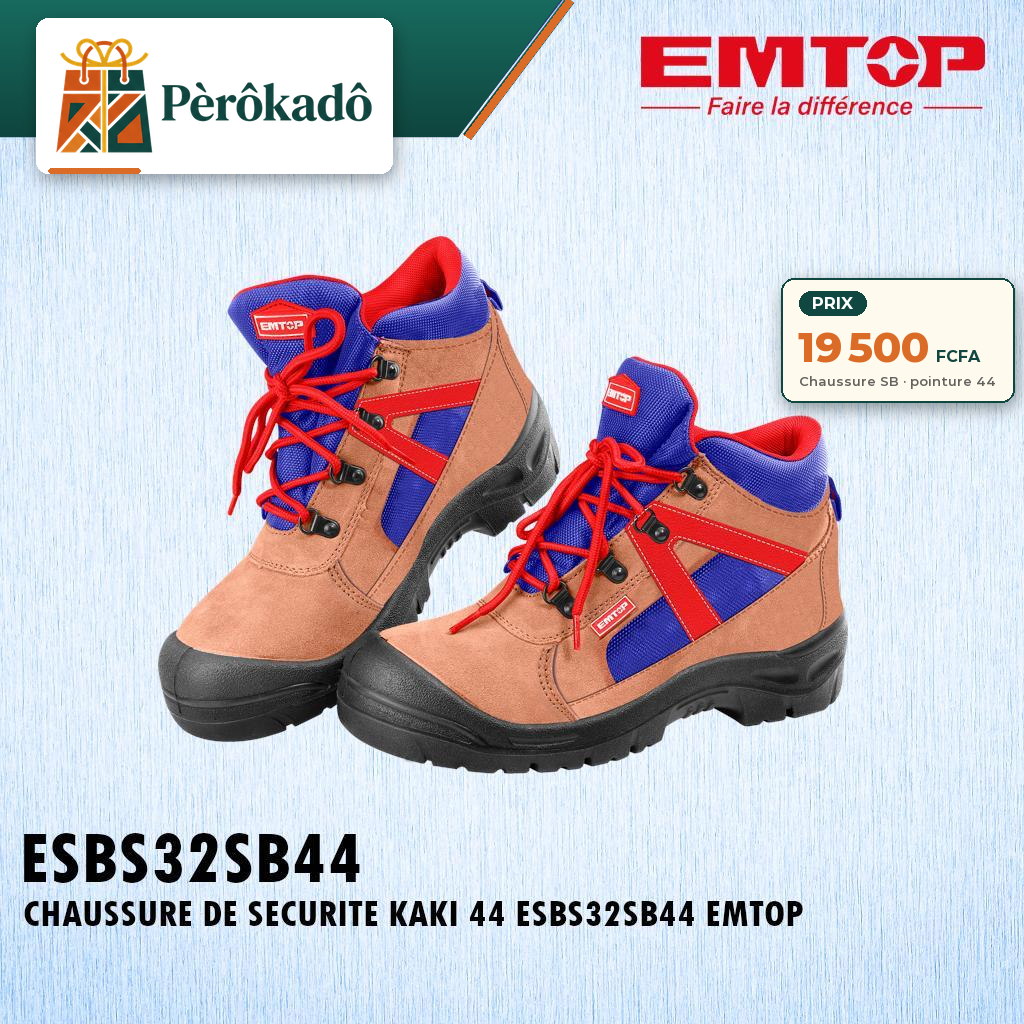 Pèrôkadô
EMTOP
Faire la différence
PRIX
19 500 FCFA
Chaussure SB · pointure 44
EMTOP
EMTOP
EMTOP
ESBS32SB44
CHAUSSURE DE SECURITE KAKI 44 ESBS32SB44 EMTOP